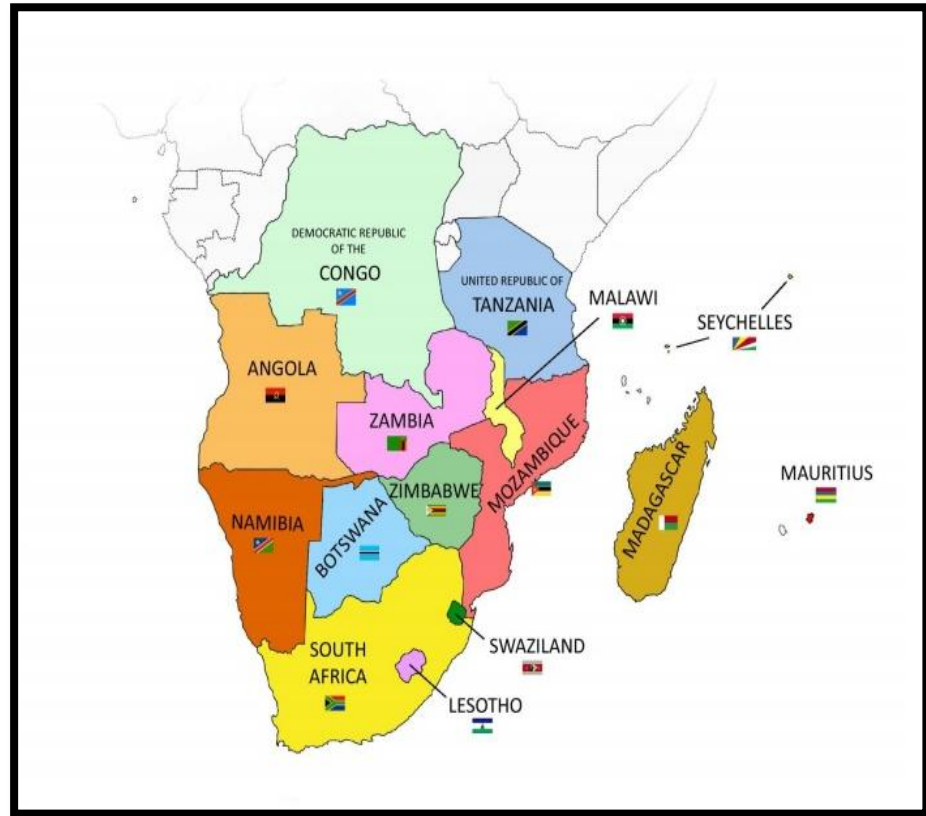 DEMOCRATIC REPUBLIC
OF THE
CONGO
UNITED REPUBLIC OF
TANZANIA
MALAWI
SEYCHELLES
ANGOLA
ZAMBIA
MOZAMBIQUE
MADAGASCAR
MAURITIUS
ZIMBABWE
NAMIBIA
BOTSWANA
SWAZILAND
SOUTH
AFRICA
LESOTHO